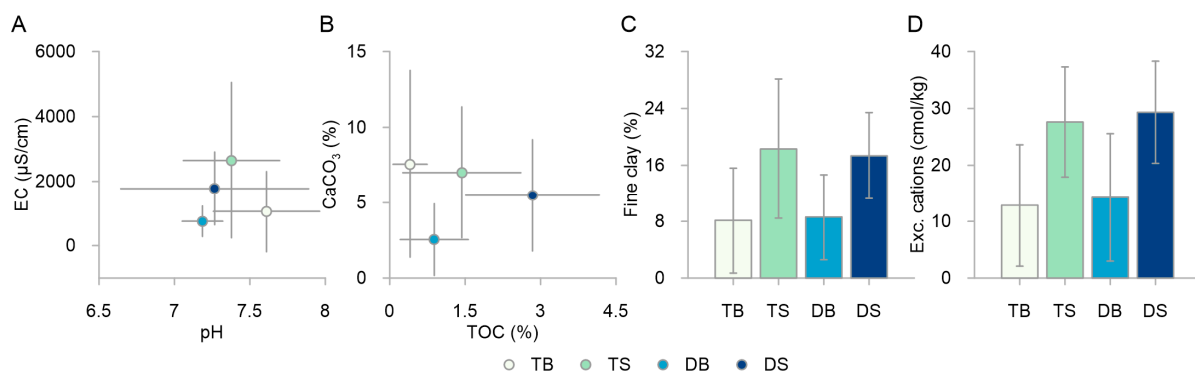 A
EC (µS/cm)
6000
4000
2000
0
6.5
7
7.5
8
pH
B
CaCO₃ (%)
15
10
5
0
0
1.5
3
4.5
TOC (%)
C
Fine clay (%)
32
24
16
8
0
TB
TS
DB
DS
D
Exc. cations (cmol/kg)
40
30
20
10
0
TB
TS
DB
DS
TB
TS
DB
DS